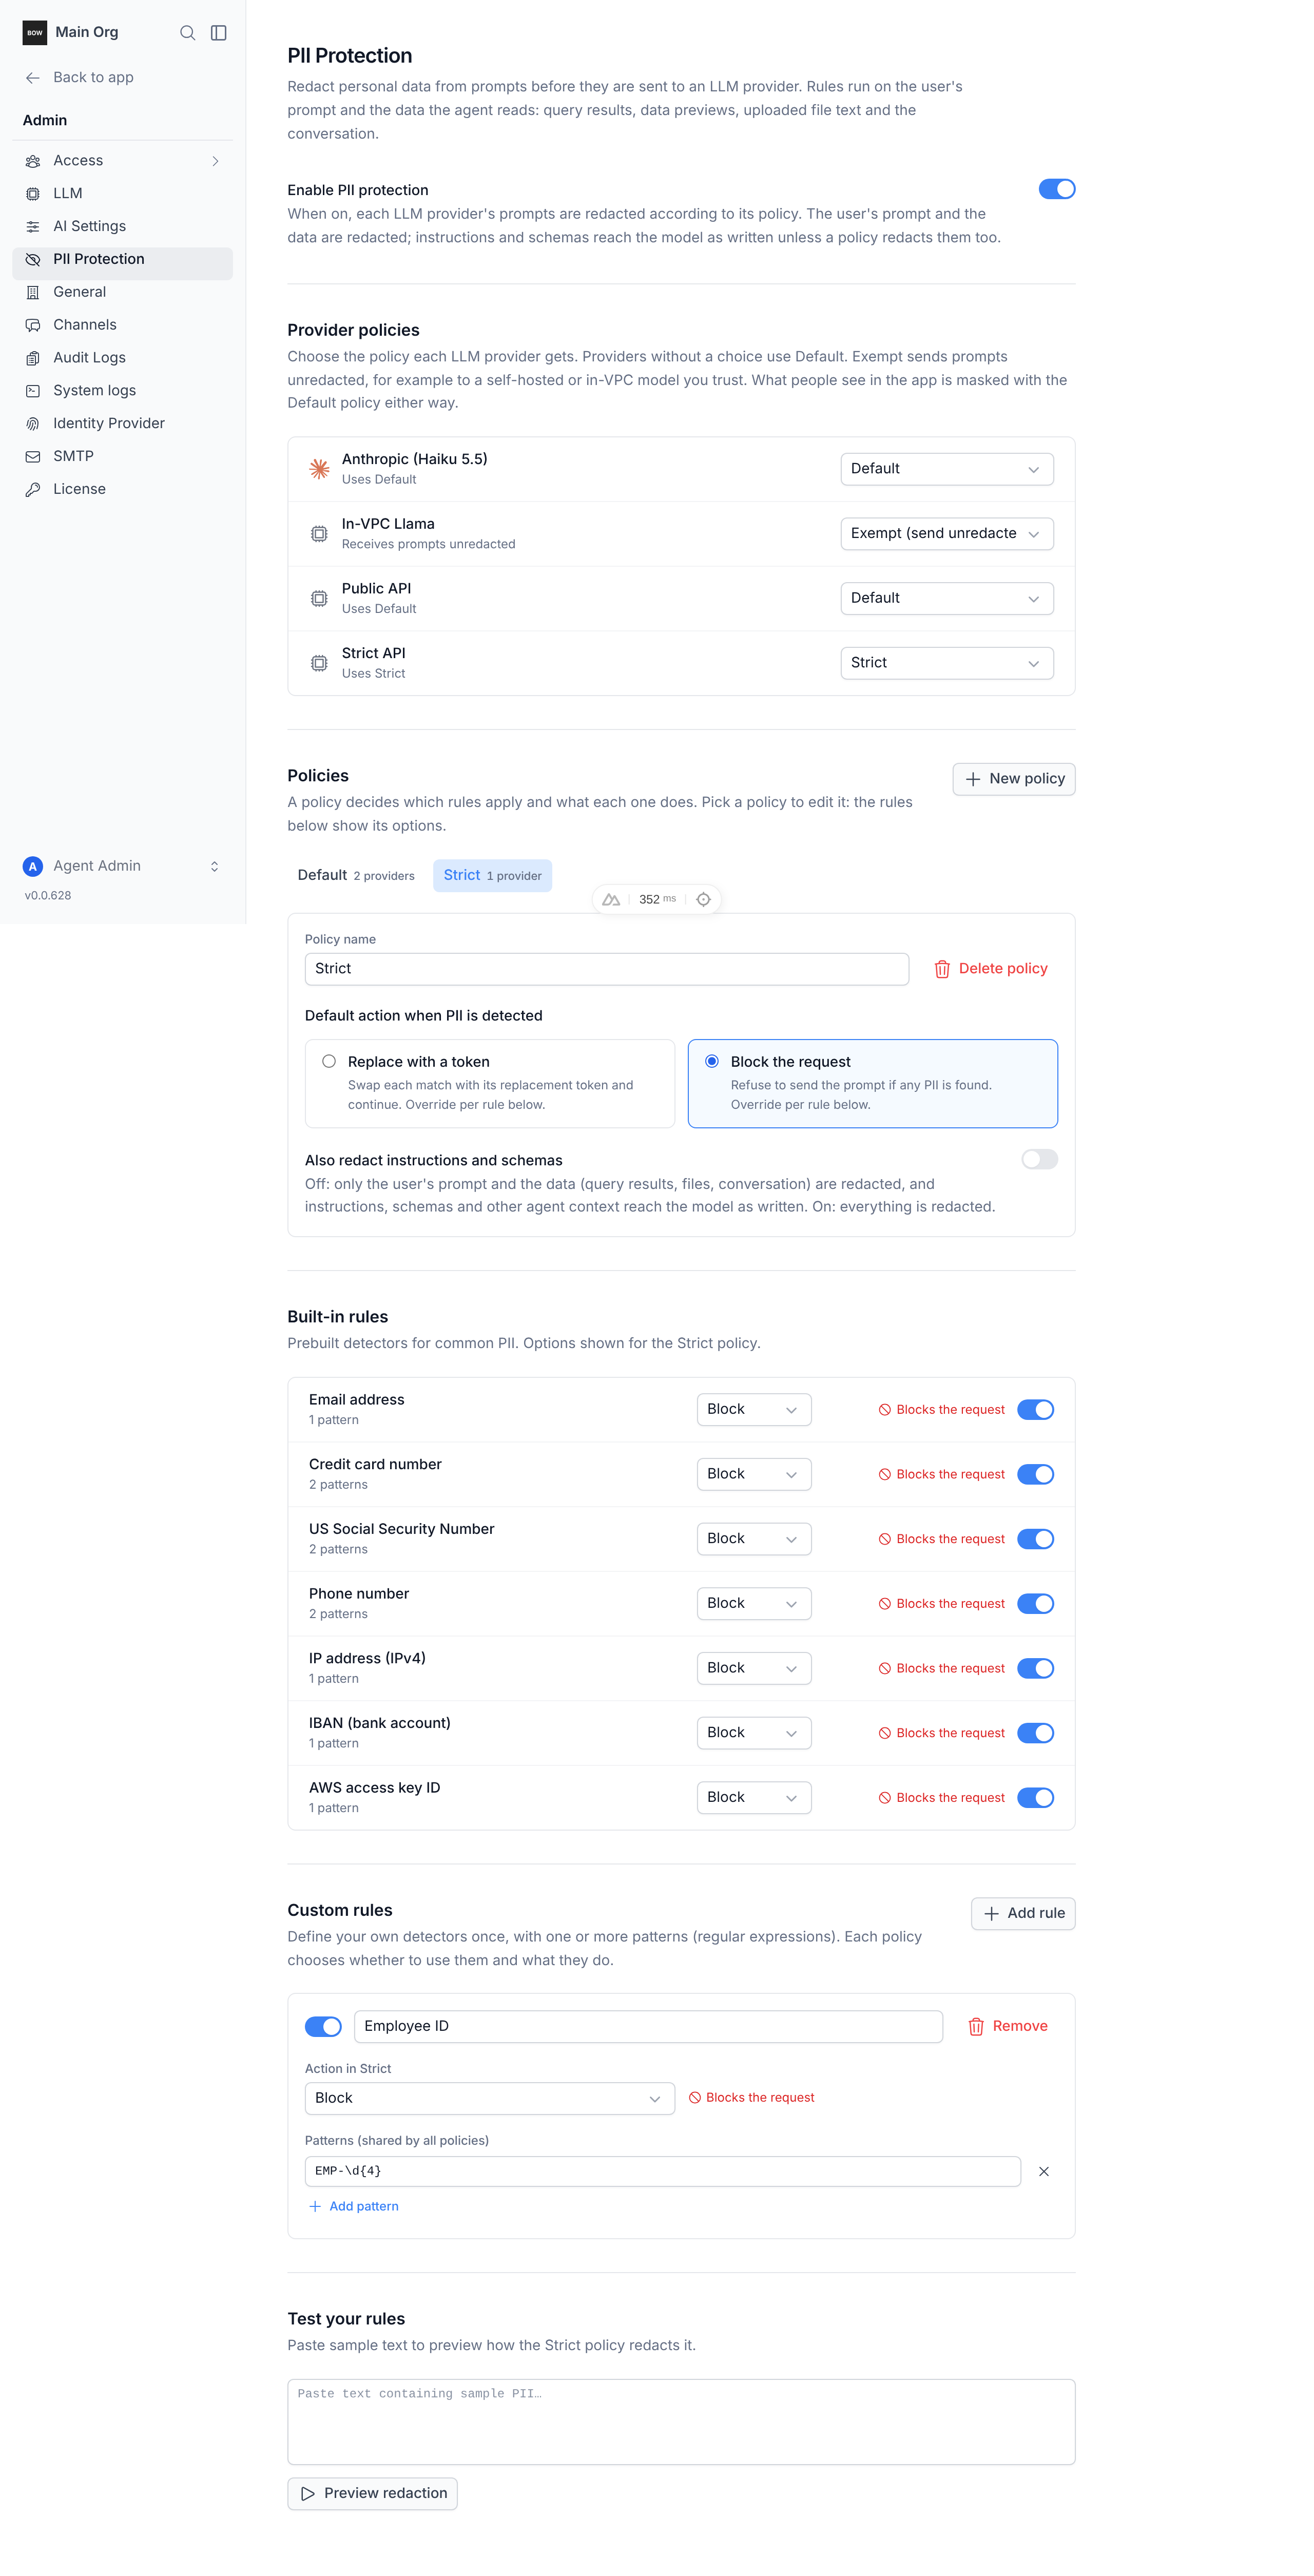 BOW Main Org
Back to app
Admin
Access
LLM
AI Settings
PII Protection
General
Channels
Audit Logs
System logs
Identity Provider
SMTP
License
A Agent Admin
v0.0.628
PII Protection
Redact personal data from prompts before they are sent to an LLM provider. Rules run on the user's
prompt and the data the agent reads: query results, data previews, uploaded file text and the
conversation.
Enable PII protection
When on, each LLM provider's prompts are redacted according to its policy. The user's prompt and the
data are redacted; instructions and schemas reach the model as written unless a policy redacts them too.
Provider policies
Choose the policy each LLM provider gets. Providers without a choice use Default. Exempt sends prompts
unredacted, for example to a self-hosted or in-VPC model you trust. What people see in the app is masked with the
Default policy either way.
Anthropic (Haiku 5.5)
Uses Default
Default
In-VPC Llama
Receives prompts unredacted
Exempt (send unredacte
Public API
Uses Default
Default
Strict API
Uses Strict
Strict
Policies
New policy
A policy decides which rules apply and what each one does. Pick a policy to edit it: the rules
below show its options.
Default 2 providers Strict 1 provider
352 ms
Policy name
Strict
Delete policy
Default action when PII is detected
Replace with a token
Swap each match with its replacement token and
continue. Override per rule below.
Block the request
Refuse to send the prompt if any PII is found.
Override per rule below.
Also redact instructions and schemas
Off: only the user's prompt and the data (query results, files, conversation) are redacted, and
instructions, schemas and other agent context reach the model as written. On: everything is redacted.
Built-in rules
Prebuilt detectors for common PII. Options shown for the Strict policy.
Email address
1 pattern
Block
Blocks the request
Credit card number
2 patterns
Block
Blocks the request
US Social Security Number
2 patterns
Block
Blocks the request
Phone number
2 patterns
Block
Blocks the request
IP address (IPv4)
1 pattern
Block
Blocks the request
IBAN (bank account)
1 pattern
Block
Blocks the request
AWS access key ID
1 pattern
Block
Blocks the request
Custom rules
Add rule
Define your own detectors once, with one or more patterns (regular expressions). Each policy
chooses whether to use them and what they do.
Employee ID
Remove
Action in Strict
Block
Blocks the request
Patterns (shared by all policies)
EMP-\d{4}
Add pattern
Test your rules
Paste sample text to preview how the Strict policy redacts it.
Paste text containing sample PII…
Preview redaction